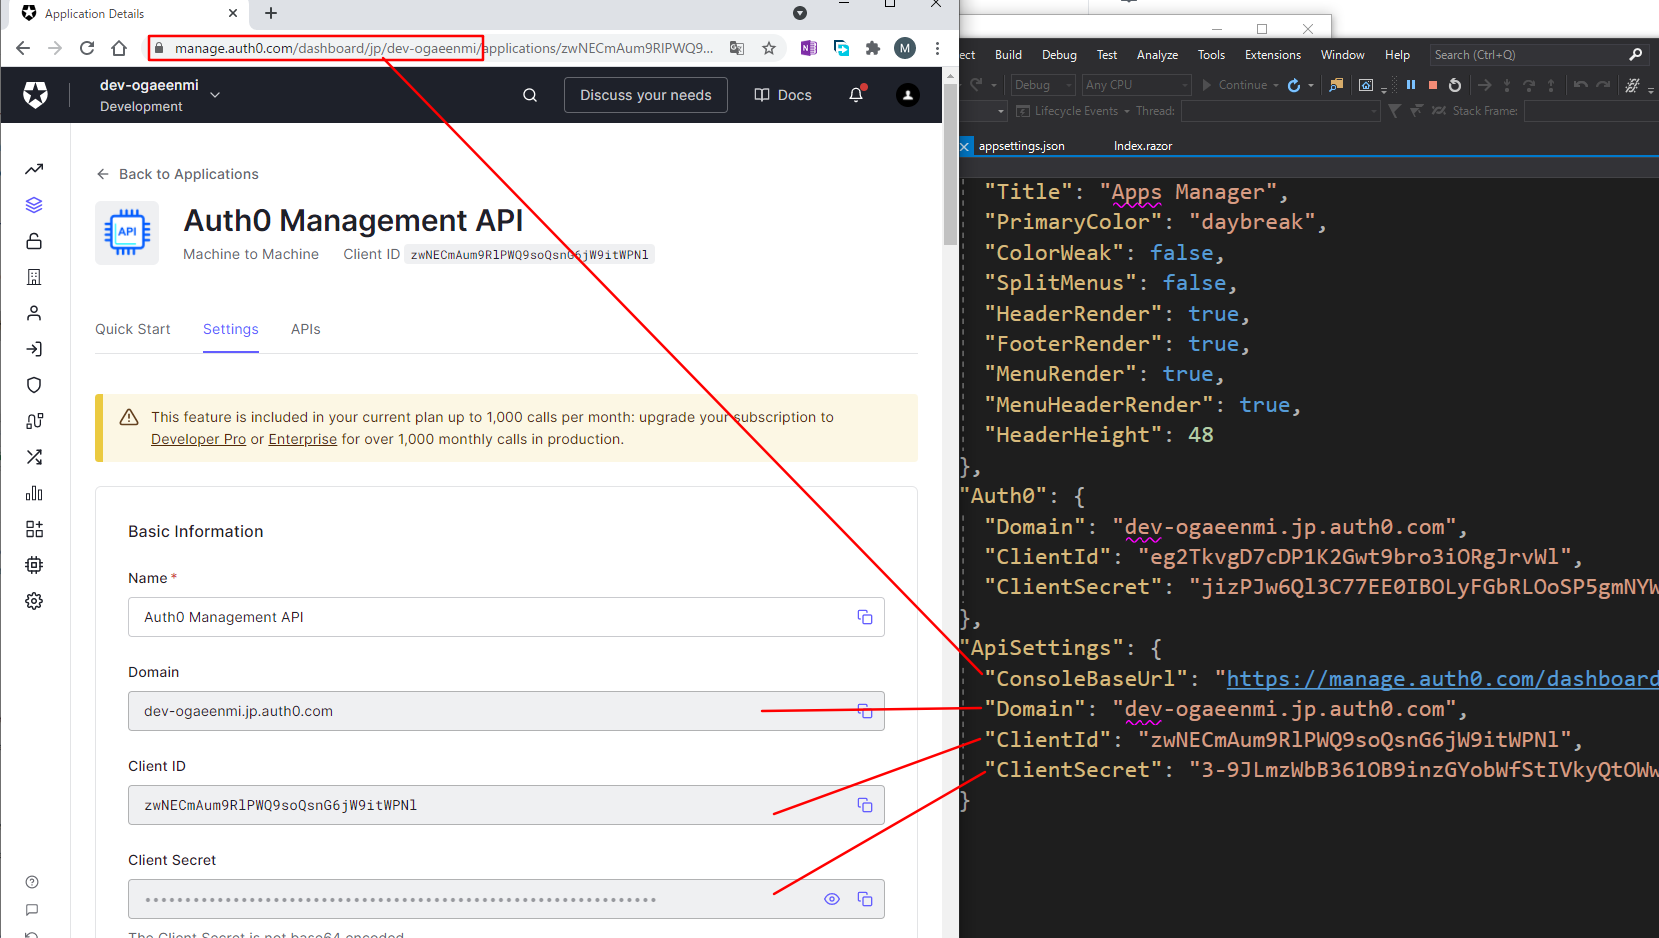 Application Details
manage.auth0.com/dashboard/jp/dev-ogaeenmi/applications/zwNECmAum9RlPWQ9...
M
dev-ogaeenmi
Development
Discuss your needs
Docs
Back to Applications
API
Auth0 Management API
Machine to Machine
Client ID zwNECmAum9RlPWQ9soQsnG6jW9itWPNl
Quick Start
Settings
APIs
This feature is included in your current plan up to 1,000 calls per month: upgrade your subscription to
Developer Pro or Enterprise for over 1,000 monthly calls in production.
Basic Information
Name *
Auth0 Management API
Domain
dev-ogaeenmi.jp.auth0.com
Client ID
zwNECmAum9RlPWQ9soQsnG6jW9itWPNl
Client Secret
The Client Secret is not base64 encoded.
ect Build Debug Test Analyze Tools Extensions Window Help Search (Ctrl+Q)
Debug Any CPU Continue
Lifecycle Events Thread: Stack Frame:
appsettings.json Index.razor
"Title": "Apps Manager",
"PrimaryColor": "daybreak",
"ColorWeak": false,
"SplitMenus": false,
"HeaderRender": true,
"FooterRender": true,
"MenuRender": true,
"MenuHeaderRender": true,
"HeaderHeight": 48
},
"Auth0": {
"Domain": "dev-ogaeenmi.jp.auth0.com",
"ClientId": "eg2TkvgD7cDP1K2Gwt9bro3iORgJrvWl",
"ClientSecret": "jizPJw6Ql3C77EE0IBOLyFGbRLOoSP5gmNYW
},
"ApiSettings": {
"ConsoleBaseUrl": "https://manage.auth0.com/dashboard
"Domain": "dev-ogaeenmi.jp.auth0.com",
"ClientId": "zwNECmAum9RlPWQ9soQsnG6jW9itWPNl",
"ClientSecret": "3-9JLmzWbB361OB9inzGYobWfStIVkyQtOWw
}